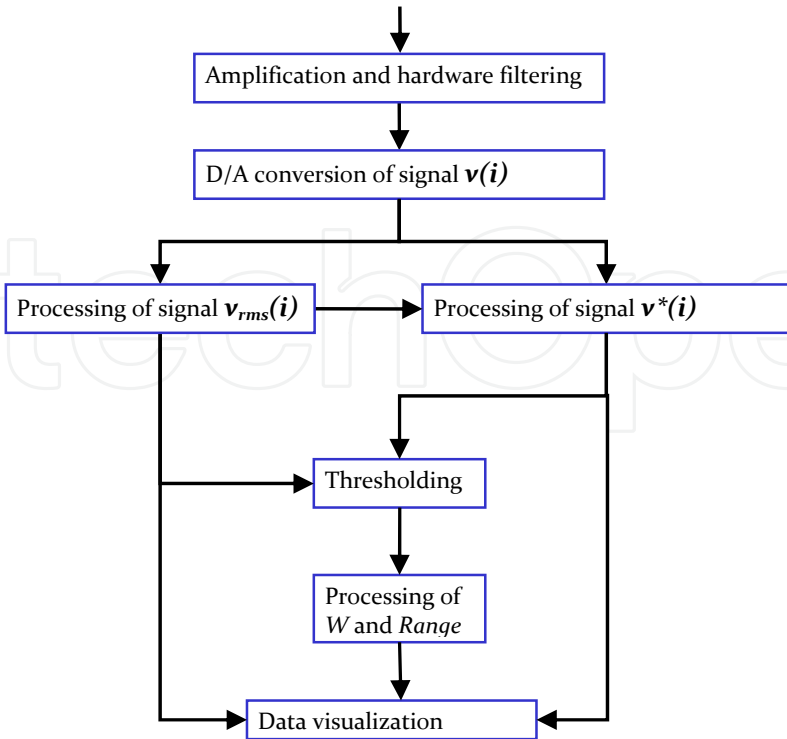 Amplification and hardware filtering
D/A conversion of signal v(i)
Processing of signal vrms(i)
Processing of signal v*(i)
Thresholding
Processing of
W and Range
Data visualization